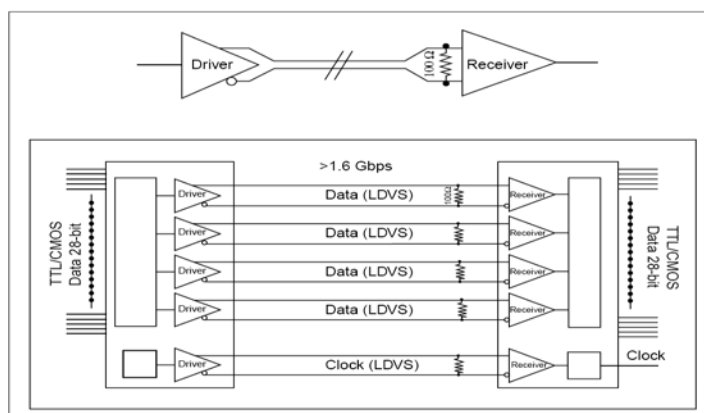 Driver
100 Ω
Receiver
>1.6 Gbps
Driver
Data (LDVS)
100Ω
Receiver
Driver
Data (LDVS)
Receiver
TTL/CMOS
Data 28-bit
TTL/CMOS
Data 28-bit
Driver
Data (LDVS)
Receiver
Driver
Data (LDVS)
Receiver
Driver
Clock (LDVS)
Receiver
Clock